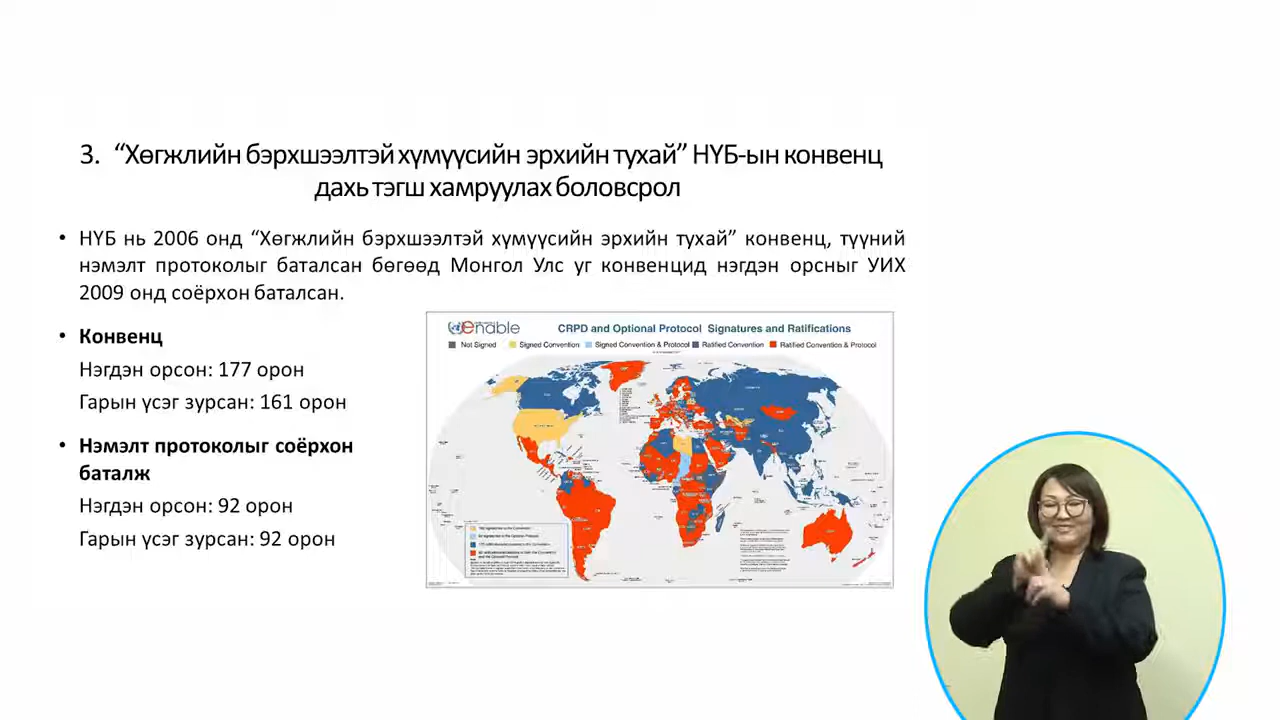 3. “Хөгжлийн бэрхшээлтэй хүмүүсийн эрхийн тухай” НҮБ-ын конвенц
дахь тэгш хамруулах боловсрол
• НҮБ нь 2006 онд “Хөгжлийн бэрхшээлтэй хүмүүсийн эрхийн тухай” конвенц, түүний
нэмэлт протоколыг баталсан бөгөөд Монгол Улс уг конвенцид нэгдэн орсныг УИХ
2009 онд соёрхон баталсан.
• Конвенц
Нэгдэн орсон: 177 орон
Гарын үсэг зурсан: 161 орон
• Нэмэлт протоколыг соёрхон
баталж
Нэгдэн орсон: 92 орон
Гарын үсэг зурсан: 92 орон
enable
CRPD and Optional Protocol Signatures and Ratifications
Not Signed Signed Convention Signed Convention & Protocol Ratified Convention Ratified Convention & Protocol